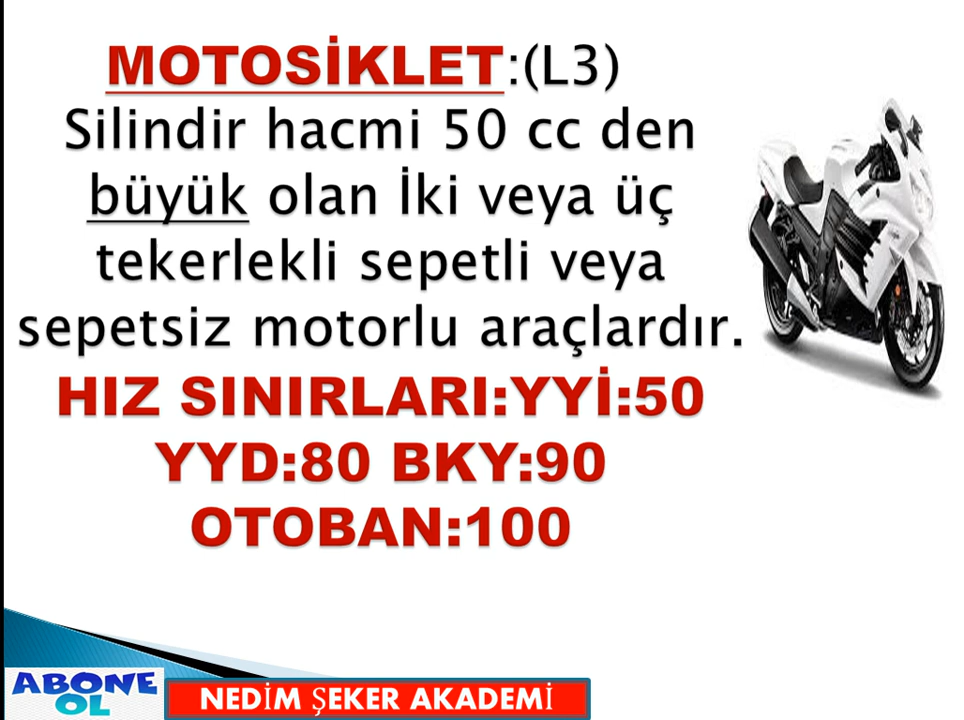 MOTOSİKLET:(L3)
Silindir hacmi 50 cc den
büyük olan İki veya üç
tekerlekli sepetli veya
sepetsiz motorlu araçlardır.
HIZ SINIRLARI:YYİ:50
YYD:80 BKY:90
OTOBAN:100
ABONE
OL
NEDİM ŞEKER AKADEMİ